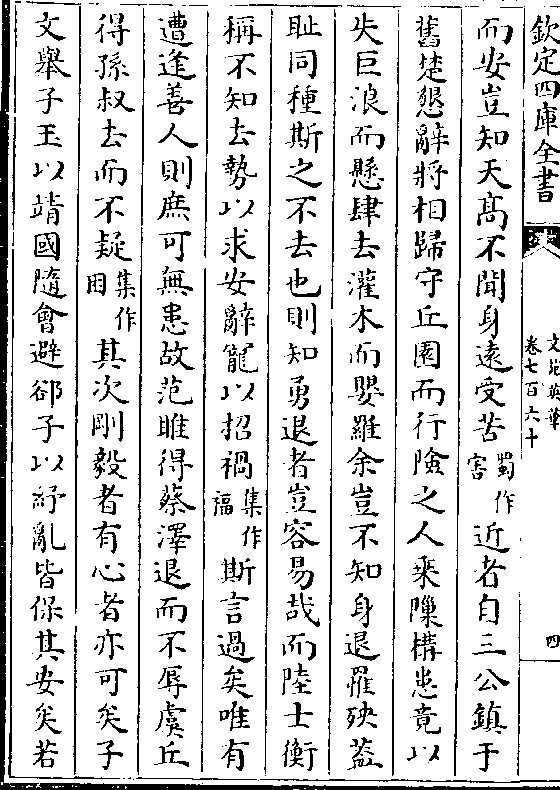 欽定四庫全書
文苑英華
卷七百六十
四
而安豈知天髙不聞身遠受苦蜀作害近者自三公鎮于
舊楚懇辭將相歸守丘園而行險之人乘隟構患竟以
失巨浪而懸肆去灌木而嬰羅余豈不知身退罹殃葢
耻同種斯之不去也則知勇退者豈容易哉而陸士衡
稱不知去勢以求安辭寵以招禍集作福斯言過矣唯有
遭逢善人則庶可無患故范睢得蔡澤退而不辱虞丘
得孫叔去而不疑集作困其次剛毅者有心者亦可矣子
文舉子玉以靖國隨會避郤子以紓亂皆保其安矣若